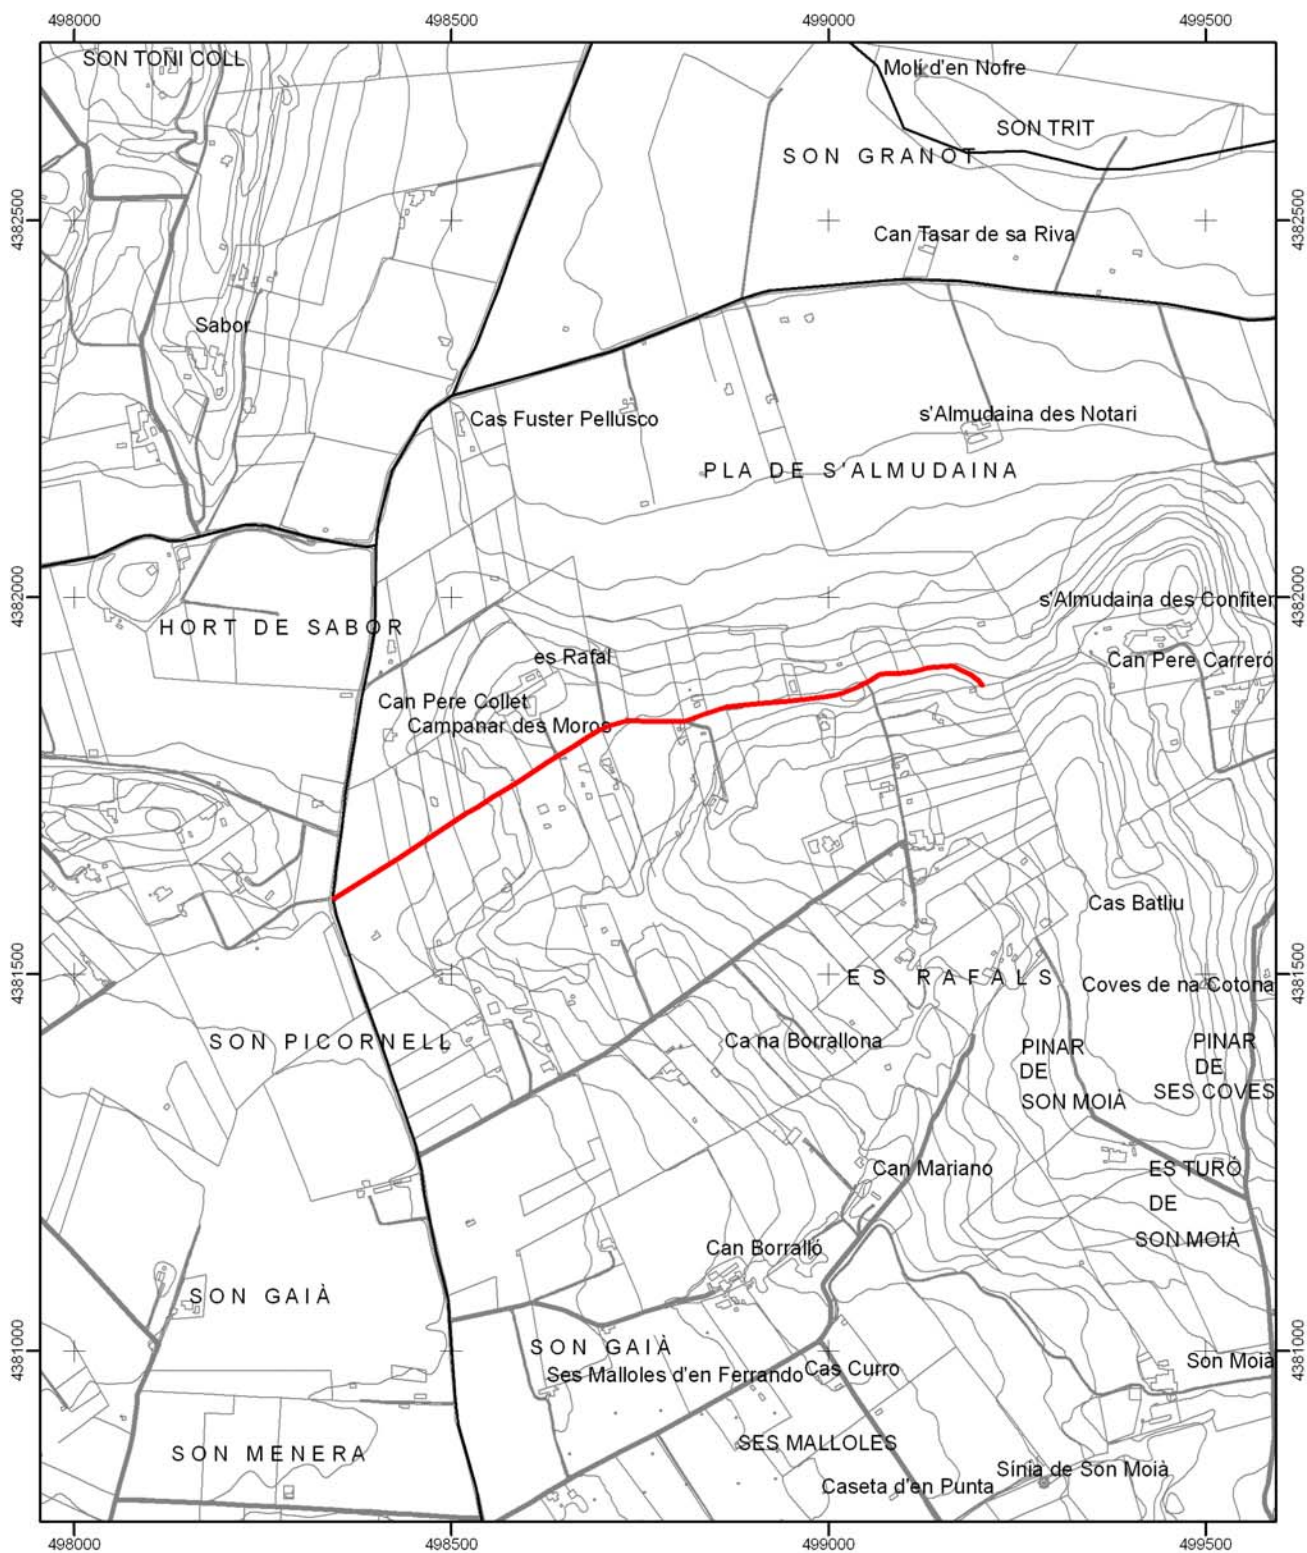 498000 498500 499000 499500
SON TONI COLL
Molí d'en Nofre
SON TRIT
SON GRANOT
4382500 4382500
Can Tasar de sa Riva
Sabor
Cas Fuster Pellusco
s'Almudaina des Notari
PLA DE S'ALMUDAINA
4382000 4382000
s'Almudaina des Confiter
HORT DE SABOR
es Rafal
Can Pere Carreró
Can Pere Collet
Campanar des Moros
Cas Batliu
4381500 4381500
ES RAFALS
Coves de na Cotona
SON PICORNELL
Ca na Borrallona
PINAR
DE
SON MOIÀ
PINAR
DE
SES COVES
Can Mariano
ES TURÓ
DE
SON MOIÀ
Can Borralló
SON GAIÀ
4381000 4381000
SON GAIÀ
Son Moià
Ses Malloles d'en Ferrando
Cas Curro
SES MALLOLES
SON MENERA
Sínia de Son Moià
Caseta d'en Punta
498000 498500 499000 499500